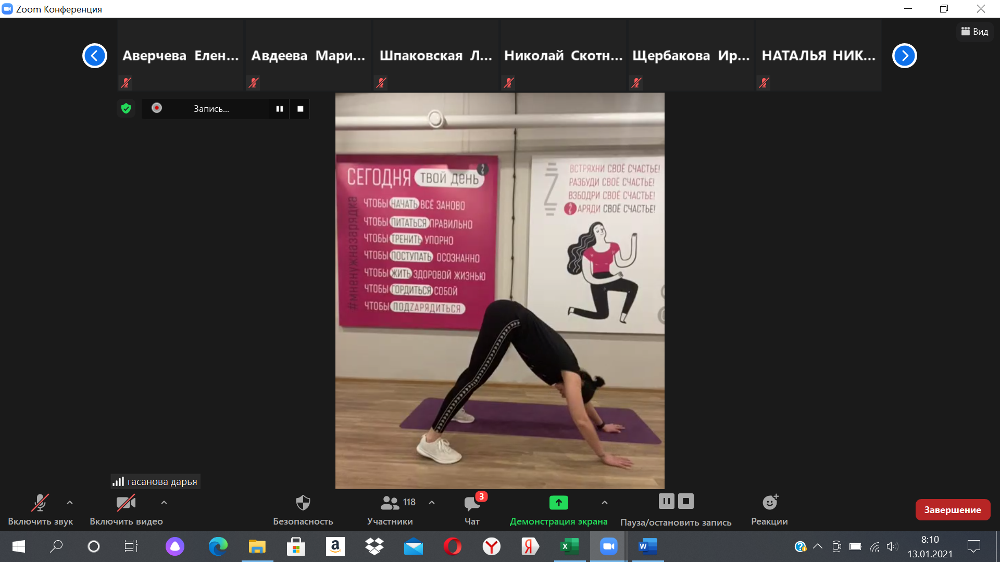 Zoom Конференция
Вид
Аверчева Елен...
Авдеева Мари...
Шпаковская Л...
Николай Скотн...
Щербакова Ир...
НАТАЛЬЯ НИК...
Запись...
СЕГОДНЯ твой день
#мненужназарядка
ЧТОБЫ НАЧАТЬ ВСЁ ЗАНОВО
ЧТОБЫ ПИТАТЬСЯ ПРАВИЛЬНО
ЧТОБЫ ТРЕНИТЬ УПОРНО
ЧТОБЫ ПОСТУПАТЬ ОСОЗНАННО
ЧТОБЫ ЖИТЬ ЗДОРОВОЙ ЖИЗНЬЮ
ЧТОБЫ ГОРДИТЬСЯ СОБОЙ
ЧТОБЫ ПОДZАРЯДИТЬСЯ
Z
ВСТРЯХНИ СВОЁ СЧАСТЬЕ!
РАЗБУДИ СВОЁ СЧАСТЬЕ!
ВЗБОДРИ СВОЁ СЧАСТЬЕ!
ZАРЯДИ СВОЁ СЧАСТЬЕ!
гасанова дарья
Включить звук
Включить видео
Безопасность
118
Участники
3
Чат
Демонстрация экрана
Пауза/остановить запись
Реакции
Завершение
8:10
13.01.2021